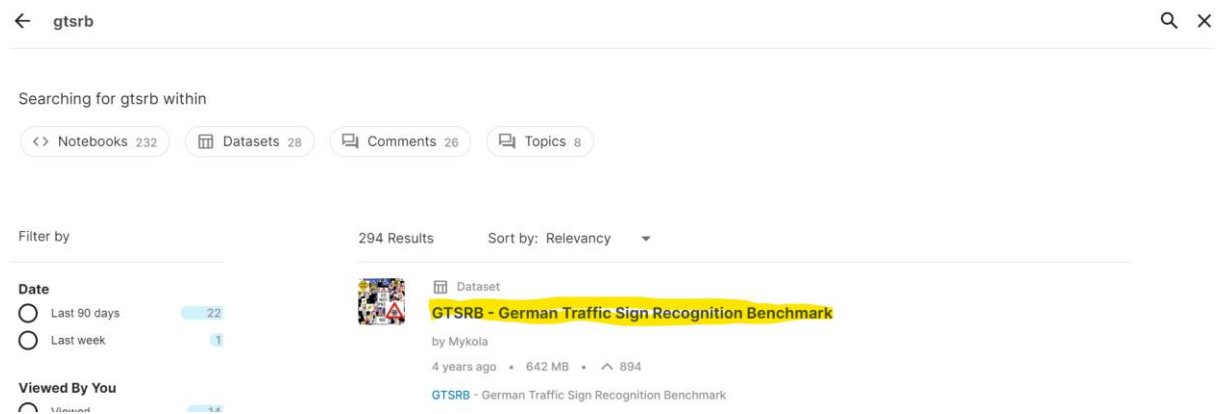 gtsrb
Searching for gtsrb within
<> Notebooks 232 Datasets 28 Comments 26 Topics 8
Filter by
294 Results Sort by: Relevancy
Date
Last 90 days 22
Last week 1
Viewed By You
Viewed 14
Dataset
GTSRB - German Traffic Sign Recognition Benchmark
by Mykola
4 years ago • 642 MB • 894
GTSRB - German Traffic Sign Recognition Benchmark